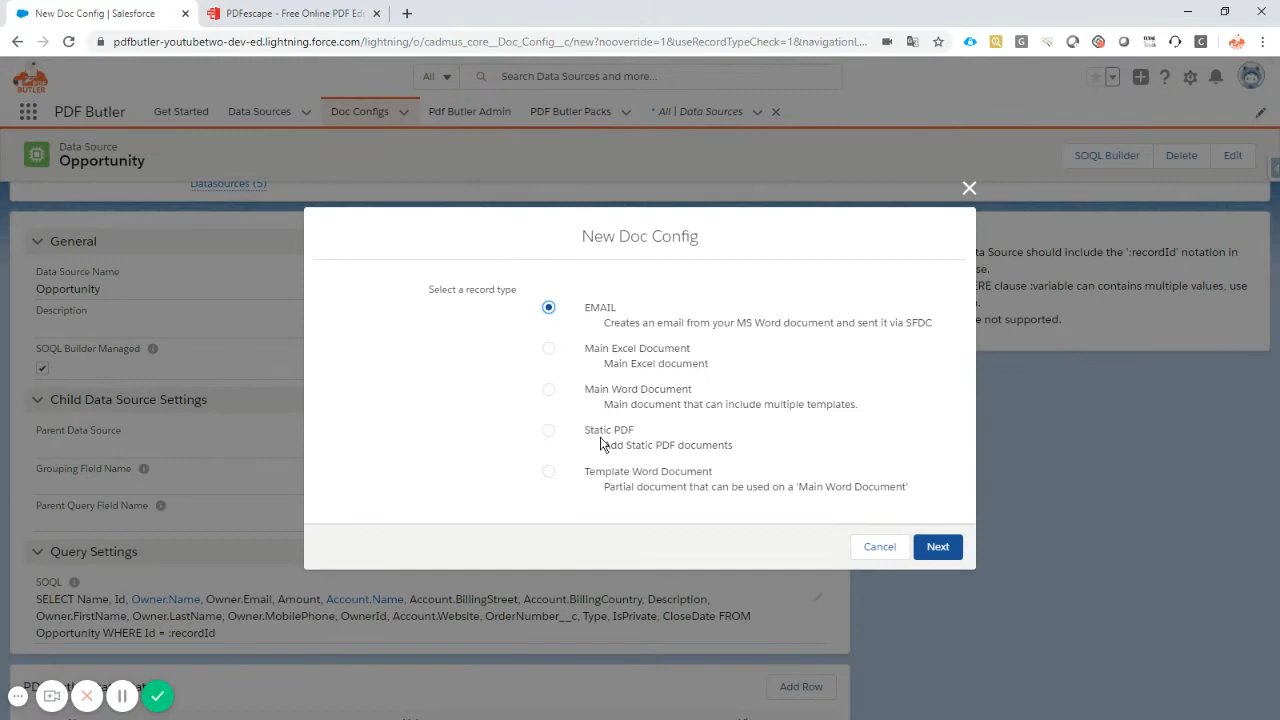 New Doc Config | Salesforce
PDFescape - Free Online PDF Edi
pdfbutler-youtubetwo-dev-ed.lightning.force.com/lightning/o/cadmus_core__Doc_Config__c/new?nooverride=1&useRecordTypeCheck=1&navigationL...
BUTLER
All
Search Data Sources and more...
PDF Butler
Get Started
Data Sources
Doc Configs
Pdf Butler Admin
PDF Butler Packs
* All | Data Sources
Data Source
Opportunity
SOQL Builder
Delete
Edit
Datasources (5)
New Doc Config
Select a record type
EMAIL
Creates an email from your MS Word document and sent it via SFDC
Main Excel Document
Main Excel document
Main Word Document
Main document that can include multiple templates.
Static PDF
dd Static PDF documents
Template Word Document
Partial document that can be used on a 'Main Word Document'
Cancel
Next
General
Data Source Name
Opportunity
Description
SOQL Builder Managed
Child Data Source Settings
Parent Data Source
Grouping Field Name
Parent Query Field Name
Query Settings
SOQL
SELECT Name, Id, Owner.Name, Owner.Email, Amount, Account.Name, Account.BillingStreet, Account.BillingCountry, Description,
Owner.FirstName, Owner.LastName, Owner.MobilePhone, OwnerId, Account.Website, OrderNumber__c, Type, IsPrivate, CloseDate FROM
Opportunity WHERE Id = :recordId
ta Source should include the ':recordId' notation in
se.
ERE clause :variable can contains multiple values, use
n.
e not supported.
Add Row